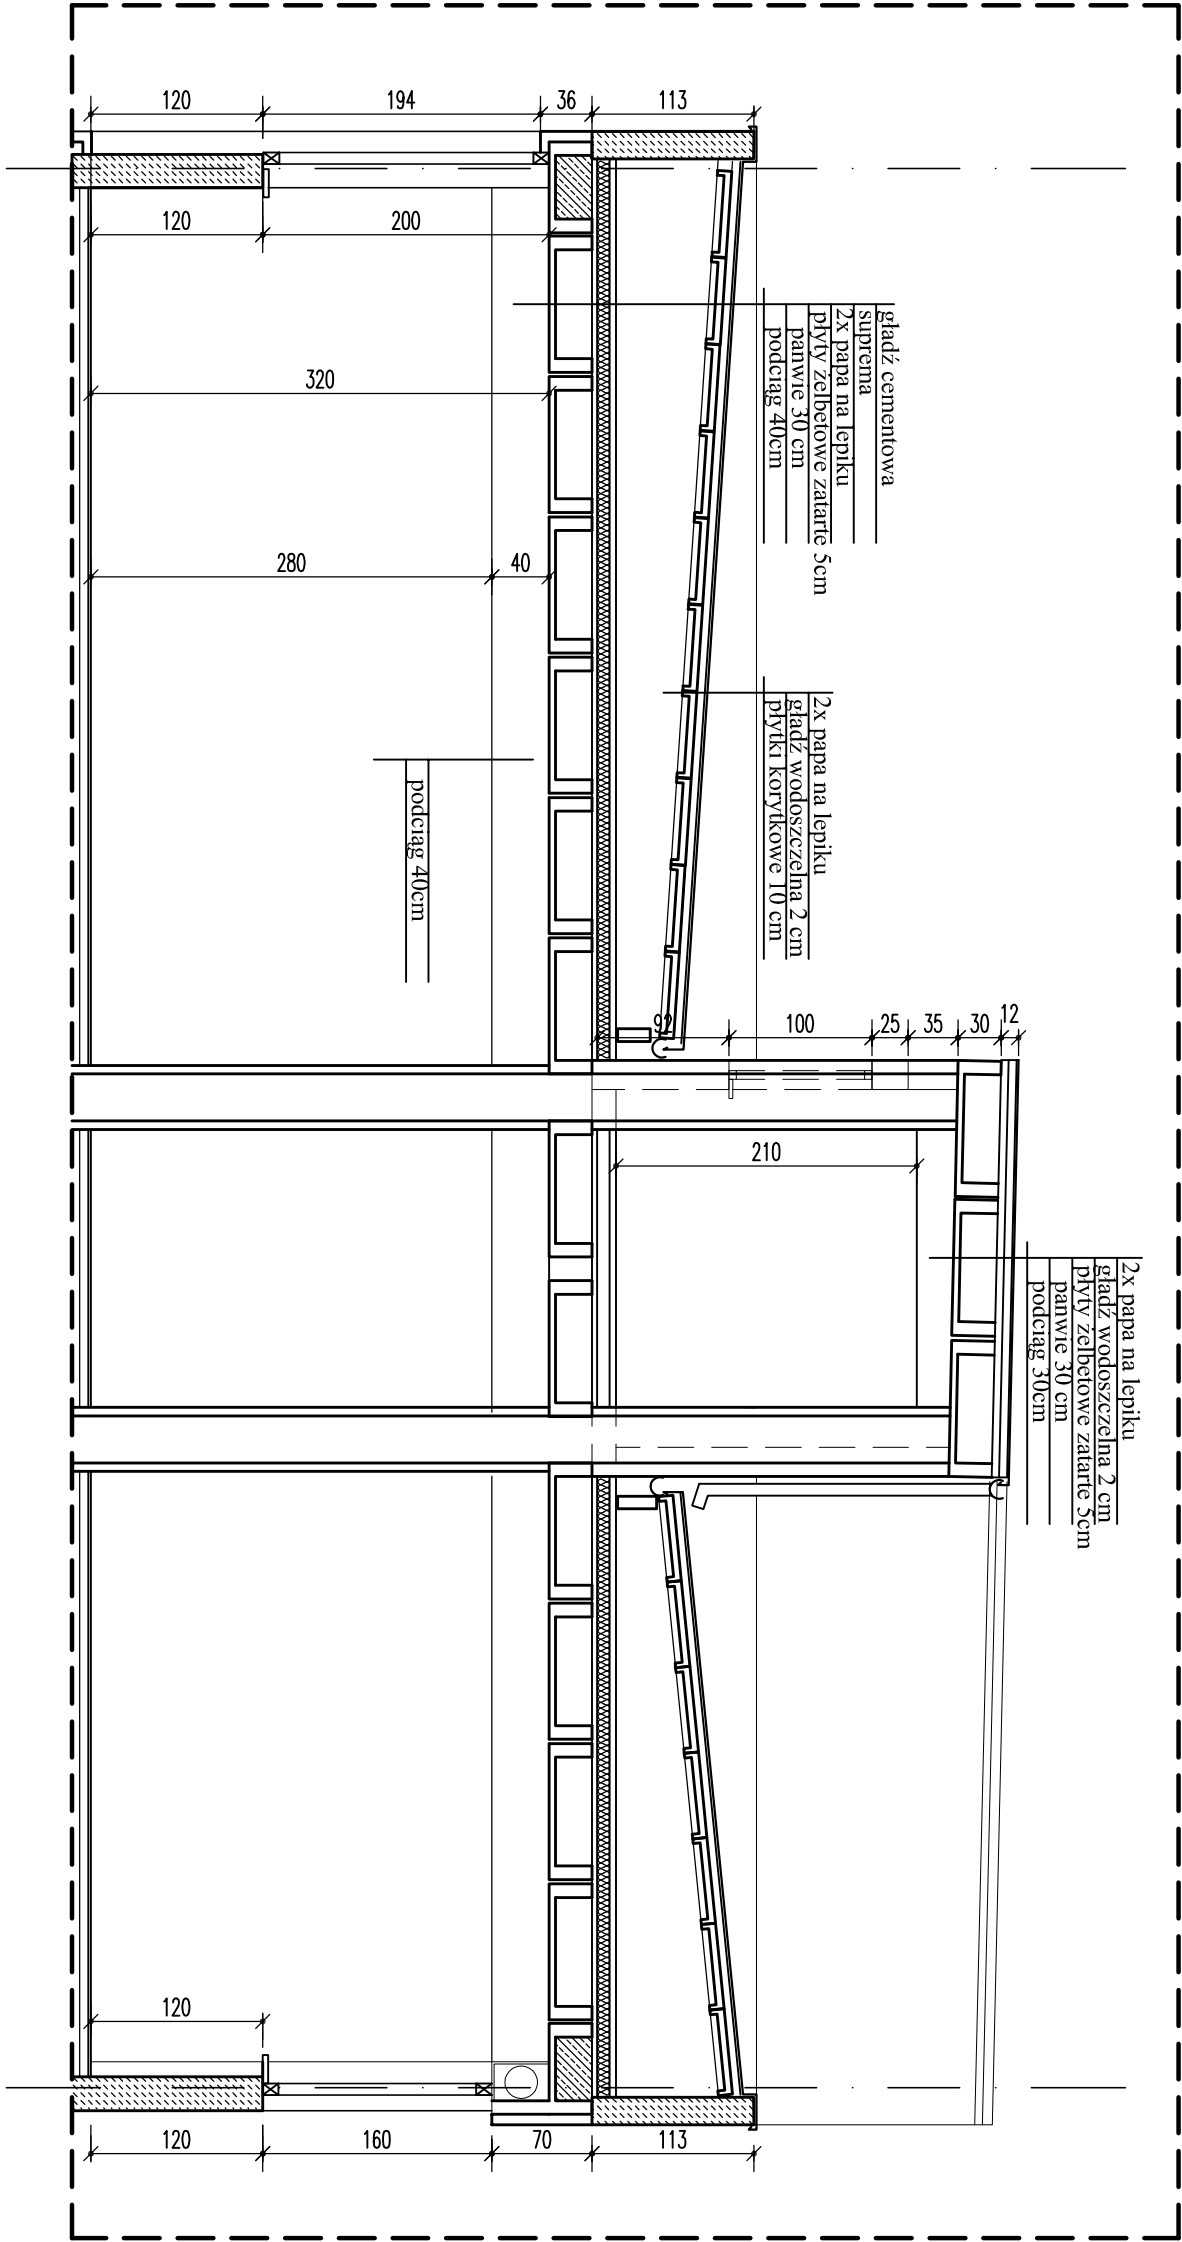 120
194
36
113
120
200
gładź cementowa
suprema
2x papa na lepiku
płyty żelbetowe zatarte 5cm
panwie 30 cm
podciąg 40cm
320
280
40
2x papa na lepiku
gładź wodoszczelna 2 cm
płytki korytkowe 10 cm
podciąg 40cm
92
100
25
35
30
12
210
2x papa na lepiku
gładź wodoszczelna 2 cm
płyty żelbetowe zatarte 5cm
panwie 30 cm
podciąg 30cm
120
120
160
70
113